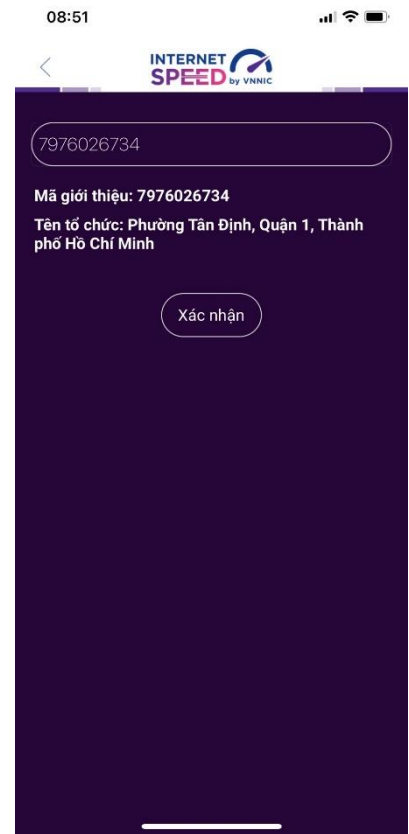 08:51
INTERNET
SPEED by VNNIC
7976026734
Mã giới thiệu: 7976026734
Tên tổ chức: Phường Tân Định, Quận 1, Thành
phố Hồ Chí Minh
Xác nhận